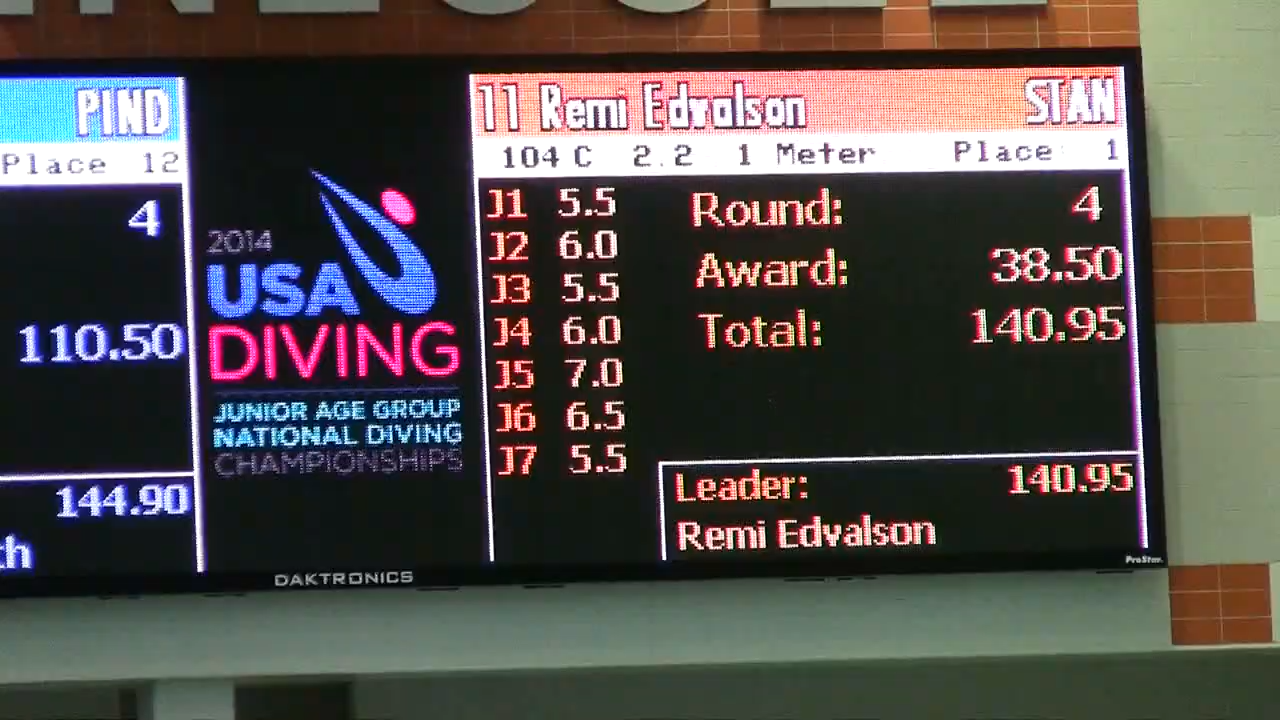 PIND
Place 12
4
110.50
144.90
th
2014
USA
DIVING
JUNIOR AGE GROUP
NATIONAL DIVING
CHAMPIONSHIPS
11 Remi Edvalson STAN
104 C 2.2 1 Meter Place 1
J1 5.5
J2 6.0
J3 5.5
J4 6.0
J5 7.0
J6 6.5
J7 5.5
Round: 4
Award: 38.50
Total: 140.95
Leader: 140.95
Remi Edvalson
DAKTRONICS
ProStar